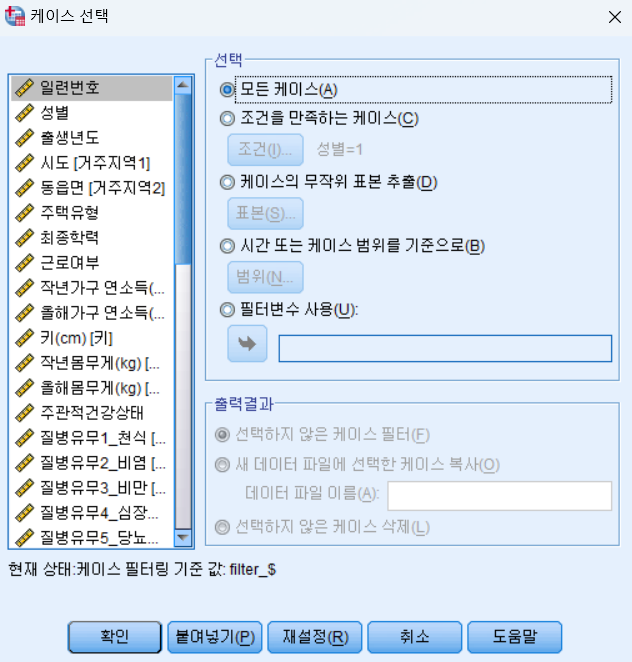 케이스 선택
일련번호
성별
출생년도
시도 [거주지역1]
동읍면 [거주지역2]
주택유형
최종학력
근로여부
작년가구 연소득(...
올해가구 연소득(...
키(cm) [키]
작년몸무게(kg) [...
올해몸무게(kg) [...
주관적건강상태
질병유무1_천식 [...
질병유무2_비염 [...
질병유무3_비만 [...
질병유무4_심장...
질병유무5_당뇨...
선택
모든 케이스(A)
조건을 만족하는 케이스(C)
조건(I)... 성별=1
케이스의 무작위 표본 추출(D)
표본(S)...
시간 또는 케이스 범위를 기준으로(B)
범위(N...
필터변수 사용(U):
출력결과
선택하지 않은 케이스 필터(F)
새 데이터 파일에 선택한 케이스 복사(O)
데이터 파일 이름(A):
선택하지 않은 케이스 삭제(L)
현재 상태:케이스 필터링 기준 값: filter_$
확인 붙여넣기(P) 재설정(R) 취소 도움말